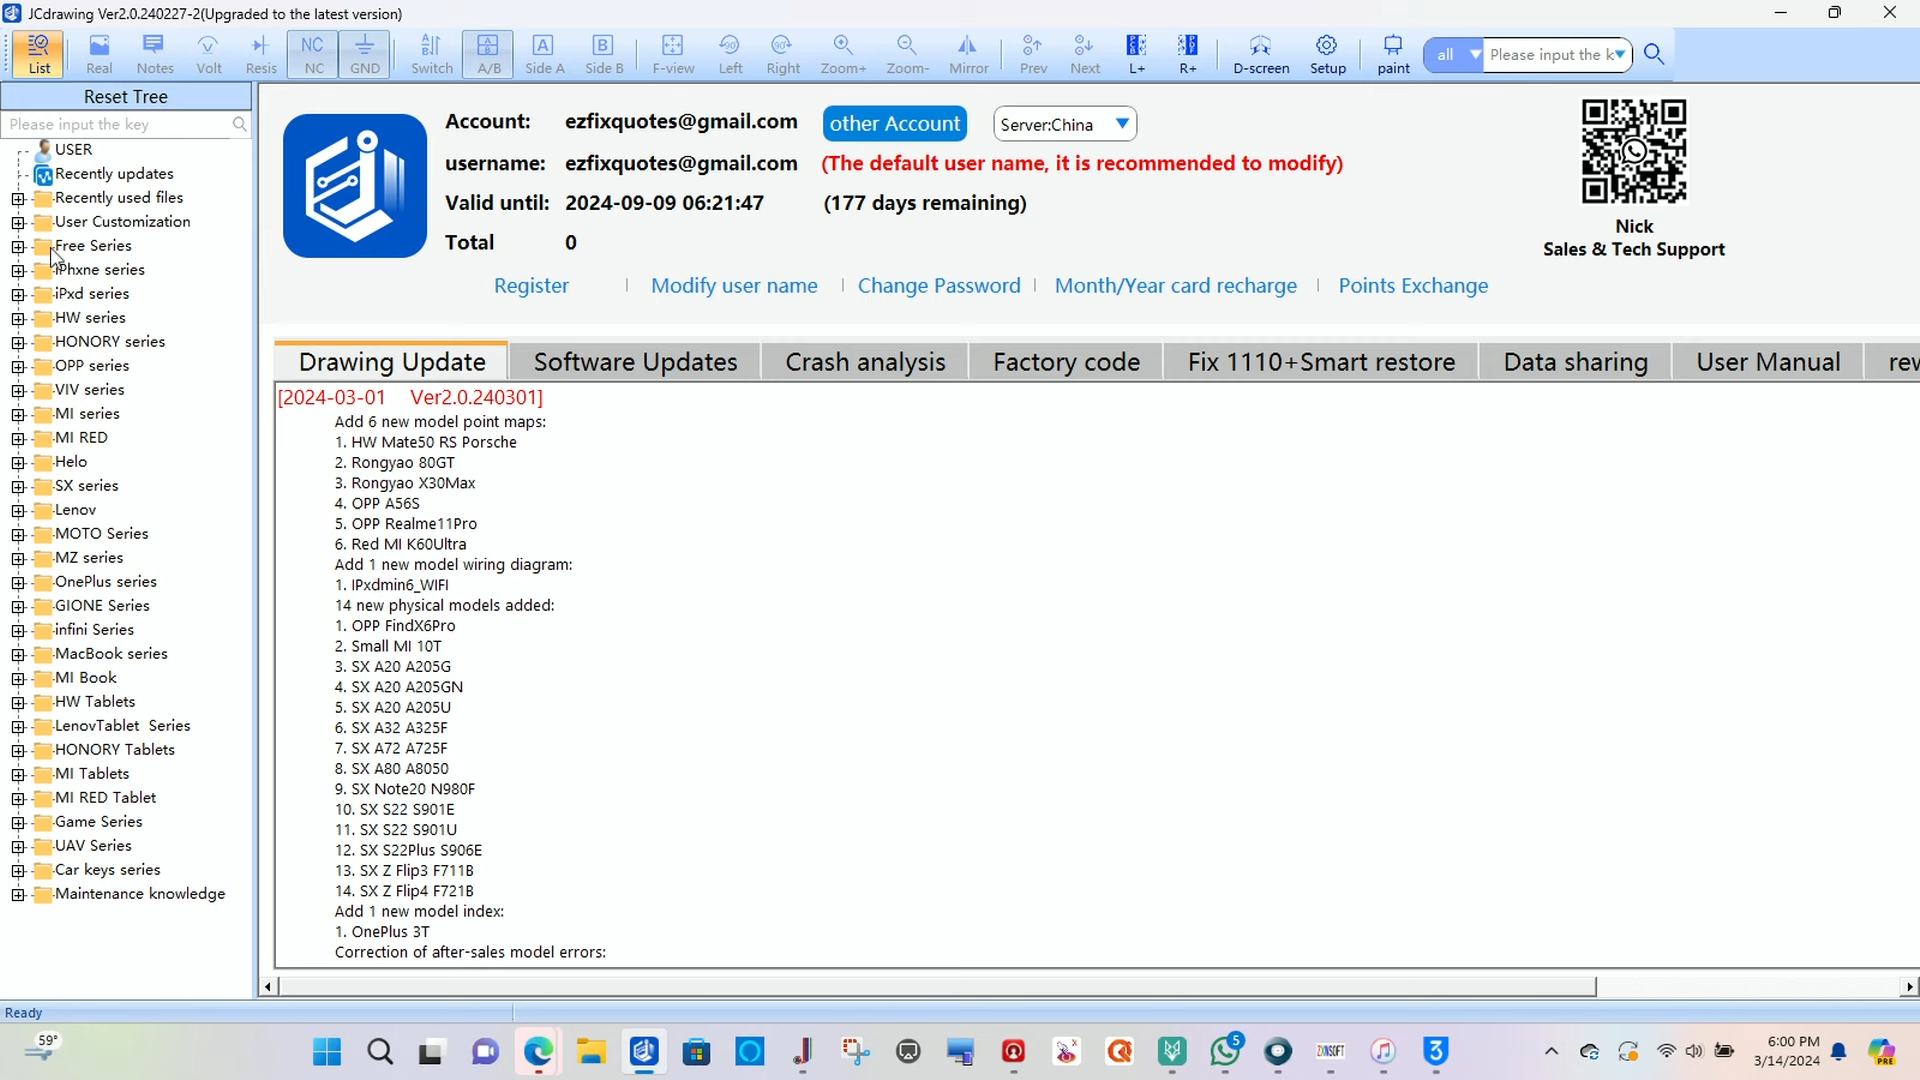 JCdrawing Ver2.0.240227-2(Upgraded to the latest version)
List Real Notes Volt Resis NC NC GND Switch A/B A/B Side A Side B F-view Left Right Zoom+ Zoom- Mirror Prev Next L+ R+ D-screen Setup paint all Please input the k
Reset Tree
Please input the key
USER
Recently updates
Recently used files
User Customization
Free Series
iPhxne series
iPxd series
HW series
HONORY series
OPP series
VIV series
MI series
MI RED
Helo
SX series
Lenov
MOTO Series
MZ series
OnePlus series
GIONE Series
infini Series
MacBook series
MI Book
HW Tablets
LenovTablet Series
HONORY Tablets
MI Tablets
MI RED Tablet
Game Series
UAV Series
Car keys series
Maintenance knowledge
Account: ezfixquotes@gmail.com other Account Server:China
username: ezfixquotes@gmail.com (The default user name, it is recommended to modify)
Valid until: 2024-09-09 06:21:47 (177 days remaining)
Total 0
Register | Modify user name | Change Password | Month/Year card recharge | Points Exchange
Nick
Sales & Tech Support
Drawing Update Software Updates Crash analysis Factory code Fix 1110+Smart restore Data sharing User Manual rev
[2024-03-01 Ver2.0.240301]
Add 6 new model point maps:
1. HW Mate50 RS Porsche
2. Rongyao 80GT
3. Rongyao X30Max
4. OPP A56S
5. OPP Realme11Pro
6. Red MI K60Ultra
Add 1 new model wiring diagram:
1. IPxdmin6_WIFI
14 new physical models added:
1. OPP FindX6Pro
2. Small MI 10T
3. SX A20 A205G
4. SX A20 A205GN
5. SX A20 A205U
6. SX A32 A325F
7. SX A72 A725F
8. SX A80 A8050
9. SX Note20 N980F
10. SX S22 S901E
11. SX S22 S901U
12. SX S22Plus S906E
13. SX Z Flip3 F711B
14. SX Z Flip4 F721B
Add 1 new model index:
1. OnePlus 3T
Correction of after-sales model errors:
Ready
59°
5
ZXNSOFT
3
6:00 PM
3/14/2024
PRE